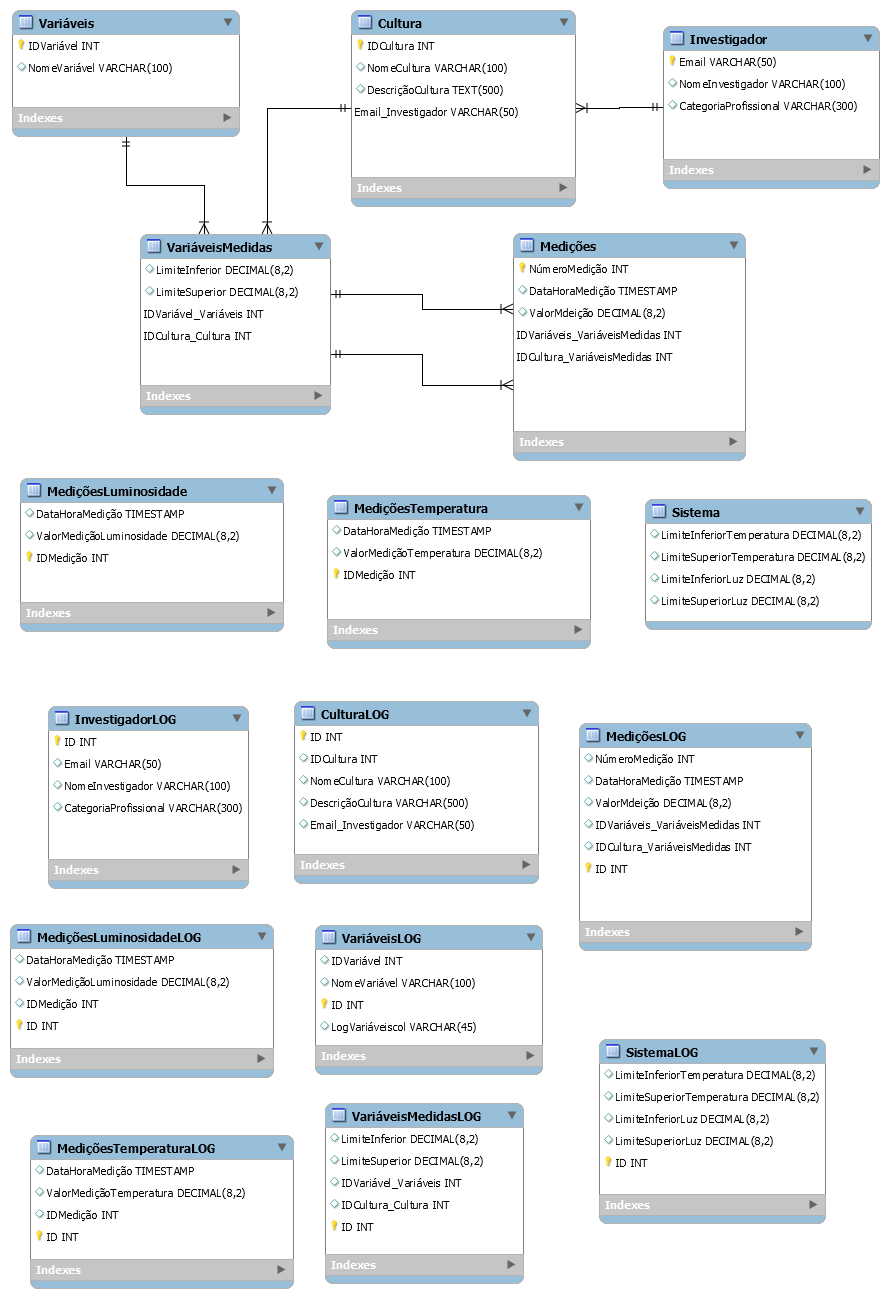 Variáveis
IDVariável INT
NomeVariável VARCHAR(100)
Indexes
Cultura
IDCultura INT
NomeCultura VARCHAR(100)
DescriçãoCultura TEXT(500)
Email_Investigador VARCHAR(50)
Indexes
Investigador
Email VARCHAR(50)
NomeInvestigador VARCHAR(100)
CategoriaProfissional VARCHAR(300)
Indexes
VariáveisMedidas
LimiteInferior DECIMAL(8,2)
LimiteSuperior DECIMAL(8,2)
IDVariável_Variáveis INT
IDCultura_Cultura INT
Indexes
Medições
NúmeroMedição INT
DataHoraMedição TIMESTAMP
ValorMdeição DECIMAL(8,2)
IDVariáveis_VariáveisMedidas INT
IDCultura_VariáveisMedidas INT
Indexes
MediçõesLuminosidade
DataHoraMedição TIMESTAMP
ValorMediçãoLuminosidade DECIMAL(8,2)
IDMedição INT
Indexes
MediçõesTemperatura
DataHoraMedição TIMESTAMP
ValorMediçãoTemperatura DECIMAL(8,2)
IDMedição INT
Indexes
Sistema
LimiteInferiorTemperatura DECIMAL(8,2)
LimiteSuperiorTemperatura DECIMAL(8,2)
LimiteInferiorLuz DECIMAL(8,2)
LimiteSuperiorLuz DECIMAL(8,2)
InvestigadorLOG
ID INT
Email VARCHAR(50)
NomeInvestigador VARCHAR(100)
CategoriaProfissional VARCHAR(300)
Indexes
CulturaLOG
ID INT
IDCultura INT
NomeCultura VARCHAR(100)
DescriçãoCultura VARCHAR(500)
Email_Investigador VARCHAR(50)
Indexes
MediçõesLOG
NúmeroMedição INT
DataHoraMedição TIMESTAMP
ValorMdeição DECIMAL(8,2)
IDVariáveis_VariáveisMedidas INT
IDCultura_VariáveisMedidas INT
ID INT
Indexes
MediçõesLuminosidadeLOG
DataHoraMedição TIMESTAMP
ValorMediçãoLuminosidade DECIMAL(8,2)
IDMedição INT
ID INT
Indexes
VariáveisLOG
IDVariável INT
NomeVariável VARCHAR(100)
ID INT
LogVariáveiscol VARCHAR(45)
Indexes
SistemaLOG
LimiteInferiorTemperatura DECIMAL(8,2)
LimiteSuperiorTemperatura DECIMAL(8,2)
LimiteInferiorLuz DECIMAL(8,2)
LimiteSuperiorLuz DECIMAL(8,2)
ID INT
Indexes
MediçõesTemperaturaLOG
DataHoraMedição TIMESTAMP
ValorMediçãoTemperatura DECIMAL(8,2)
IDMedição INT
ID INT
Indexes
VariáveisMedidasLOG
LimiteInferior DECIMAL(8,2)
LimiteSuperior DECIMAL(8,2)
IDVariável_Variáveis INT
IDCultura_Cultura INT
ID INT
Indexes